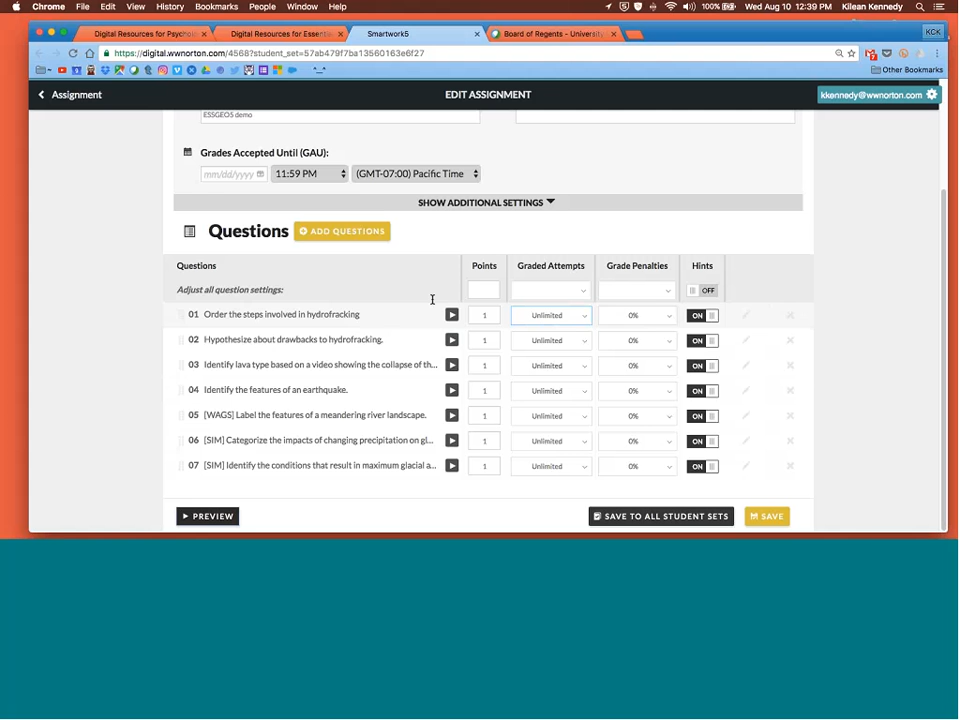 Chrome File Edit View History Bookmarks People Window Help 100% Wed Aug 10 12:39 PM Kilean Kennedy
Digital Resources for Psychol × Digital Resources for Essenti × Smartwork5 × Board of Regents - Universit × KCK
https://digital.wwnorton.com/4568?student_set=57ab479f7ba13560163e6f27
Other Bookmarks
Assignment EDIT ASSIGNMENT kkennedy@wwnorton.com
ESSGEO5 demo
Grades Accepted Until (GAU):
mm/dd/yyyy 11:59 PM (GMT-07:00) Pacific Time
SHOW ADDITIONAL SETTINGS
Questions ADD QUESTIONS
Questions Points Graded Attempts Grade Penalties Hints
Adjust all question settings: OFF
01 Order the steps involved in hydrofracking 1 Unlimited 0% ON
02 Hypothesize about drawbacks to hydrofracking. 1 Unlimited 0% ON
03 Identify lava type based on a video showing the collapse of th... 1 Unlimited 0% ON
04 Identify the features of an earthquake. 1 Unlimited 0% ON
05 [WAGS] Label the features of a meandering river landscape. 1 Unlimited 0% ON
06 [SIM] Categorize the impacts of changing precipitation on gl... 1 Unlimited 0% ON
07 [SIM] Identify the conditions that result in maximum glacial a... 1 Unlimited 0% ON
PREVIEW SAVE TO ALL STUDENT SETS SAVE